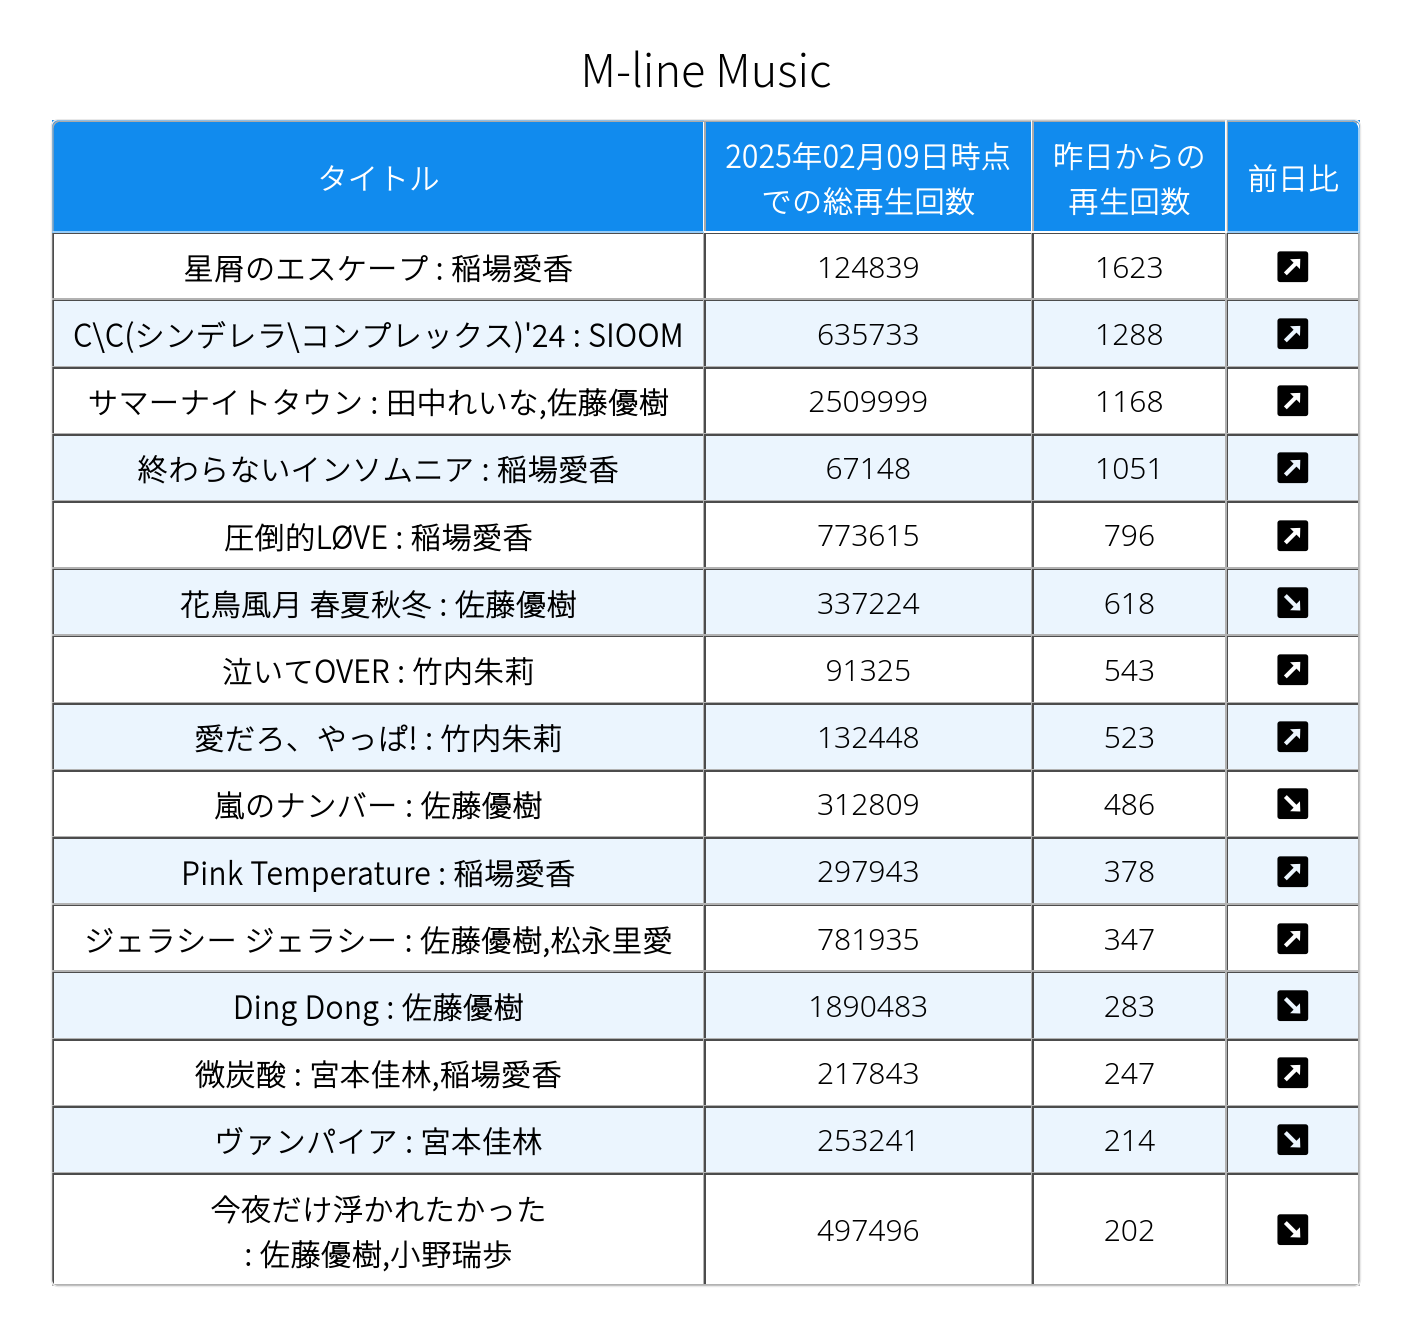 M-line Music
タイトル
2025年02月09日時点
での総再生回数
昨日からの
再生回数
前日比
星屑のエスケープ : 稲場愛香
124839
1623
C\C(シンデレラ\コンプレックス)'24 : SIOOM
635733
1288
サマーナイトタウン : 田中れいな,佐藤優樹
2509999
1168
終わらないインソムニア : 稲場愛香
67148
1051
圧倒的LØVE : 稲場愛香
773615
796
花鳥風月 春夏秋冬 : 佐藤優樹
337224
618
泣いてOVER : 竹内朱莉
91325
543
愛だろ、やっぱ! : 竹内朱莉
132448
523
嵐のナンバー : 佐藤優樹
312809
486
Pink Temperature : 稲場愛香
297943
378
ジェラシー ジェラシー : 佐藤優樹,松永里愛
781935
347
Ding Dong : 佐藤優樹
1890483
283
微炭酸 : 宮本佳林,稲場愛香
217843
247
ヴァンパイア : 宮本佳林
253241
214
今夜だけ浮かれたかった
: 佐藤優樹,小野瑞歩
497496
202